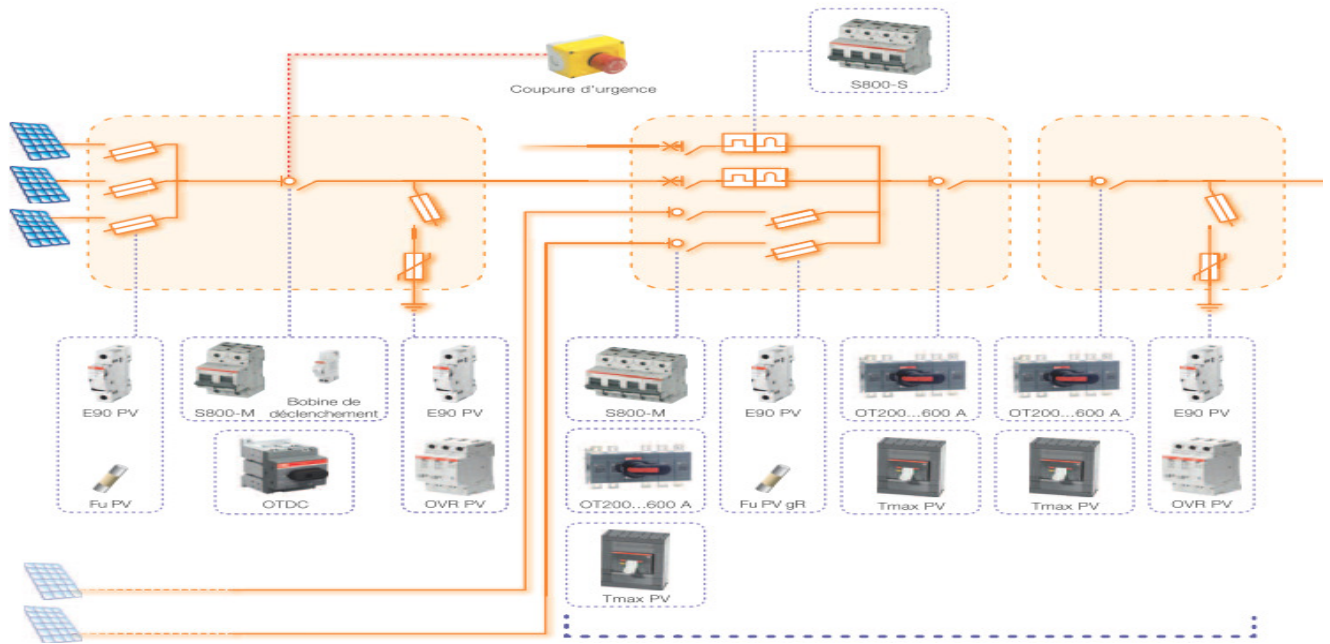 Coupure d'urgence
S800-S
E90 PV
Fu PV
S800-M
Bobine de
déclenchement
OTDC
E90 PV
OVR PV
S800-M
OT200...600 A
Tmax PV
E90 PV
Fu PV gR
OT200...600 A
Tmax PV
OT200...600 A
Tmax PV
E90 PV
OVR PV